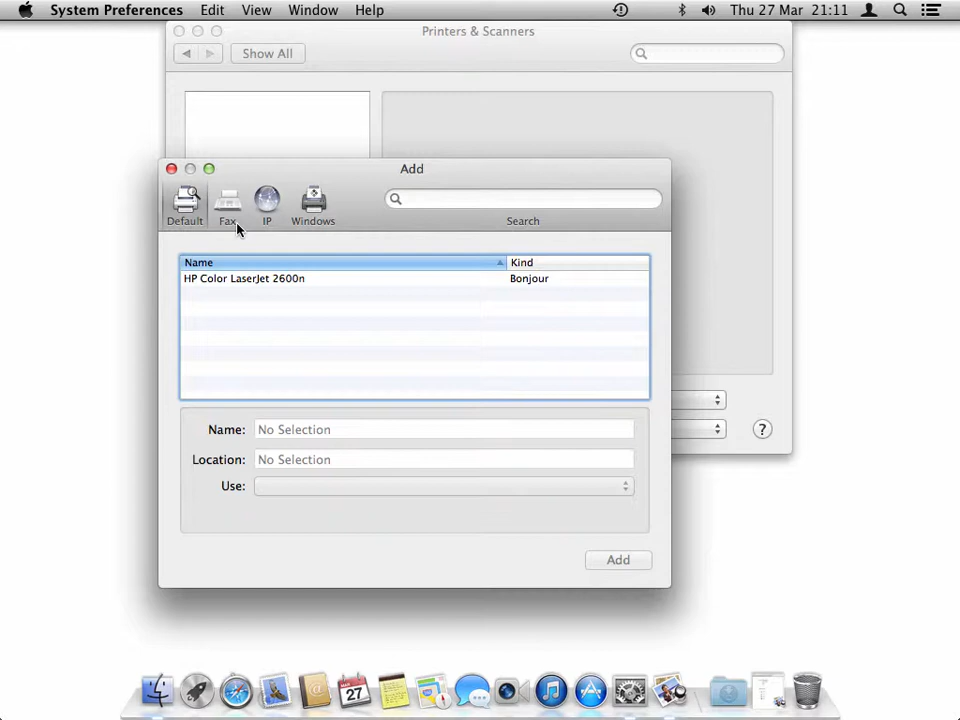 System Preferences Edit View Window Help Thu 27 Mar 21:11
Printers & Scanners
Show All
Add
Default Fax IP Windows Search
Name Kind
HP Color LaserJet 2600n Bonjour
Name: No Selection
Location: No Selection
Use:
?
Add
27